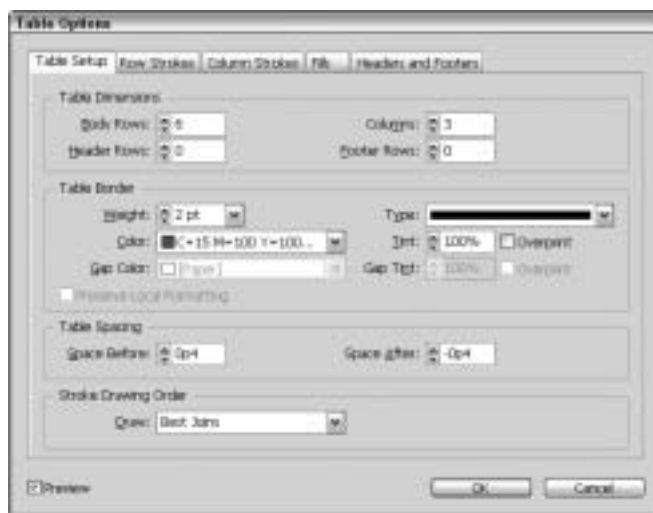 Table Options
Table Setup Row Strokes Column Strokes Fills Headers and Footers
Table Dimensions
Body Rows: 6 Columns: 3
Header Rows: 0 Footer Rows: 0
Table Border
Weight: 2 pt Type:
Color: C=15 M=100 Y=100... Tint: 100% Overprint
Gap Color: [Paper] Gap Tint: 100% Overprint
Preserve Local Formatting
Table Spacing
Space Before: 0p4 Space After: -0p4
Stroke Drawing Order
Draw: Best Joins
Preview OK Cancel